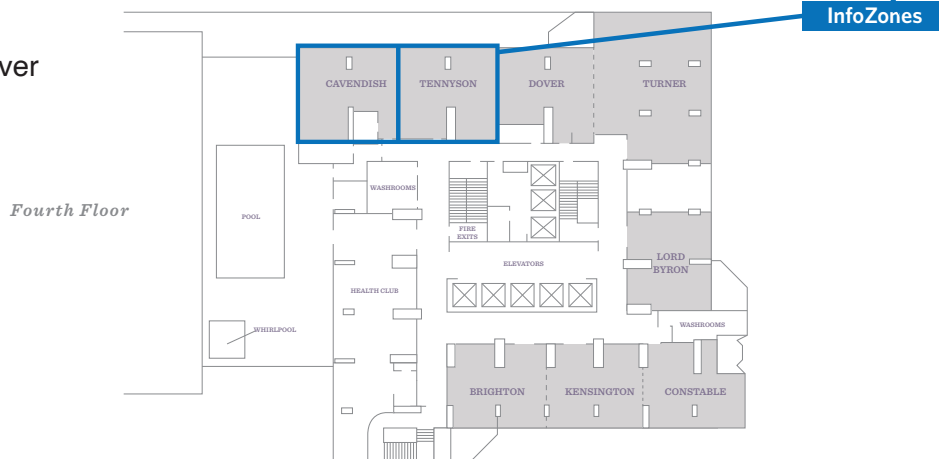 InfoZones
ver
CAVENDISH
TENNYSON
DOVER
TURNER
WASHROOMS
Fourth Floor
POOL
FIRE
EXITS
ELEVATORS
LORD
BYRON
HEALTH CLUB
WHIRLPOOL
WASHROOMS
BRIGHTON
KENSINGTON
CONSTABLE